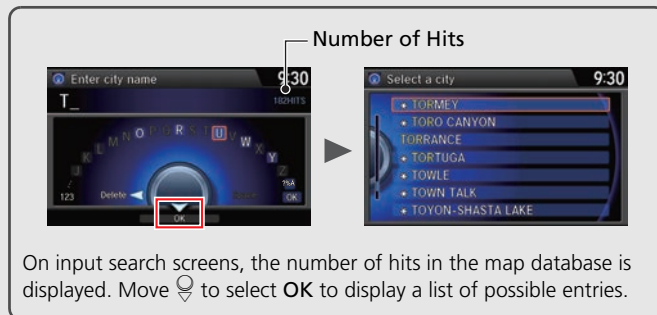 Number of Hits
Enter city name
9:30
T_
182HITS
J K L M N O P Q R S T U V W X Y Z
123
Delete
?%Á
OK
OK
Select a city
9:30
TORMEY
TORO CANYON
TORRANCE
TORTUGA
TOWLE
TOWN TALK
TOYON-SHASTA LAKE
On input search screens, the number of hits in the map database is
displayed. Move to select OK to display a list of possible entries.